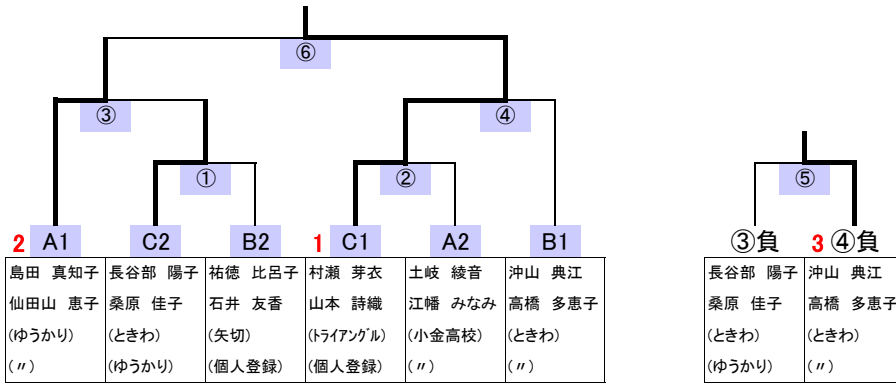 ⑥
③ ④
① ② ⑤
2 A1 C2 B2 1 C1 A2 B1 ③負 3 ④負
島田 真知子 長谷部 陽子 祐徳 比呂子 村瀬 芽衣 土岐 綾音 沖山 典江 長谷部 陽子 沖山 典江
仙田山 恵子 桑原 佳子 石井 友香 山本 詩織 江幡 みなみ 高橋 多恵子 桑原 佳子 高橋 多恵子
(ゆうかり) (ときわ) (矢切) (ﾄﾗｲｱﾝｸﾞﾙ) (小金高校) (ときわ) (ときわ) (ときわ)
(〃) (ゆうかり) (個人登録) (個人登録) (〃) (〃) (ゆうかり) (〃)